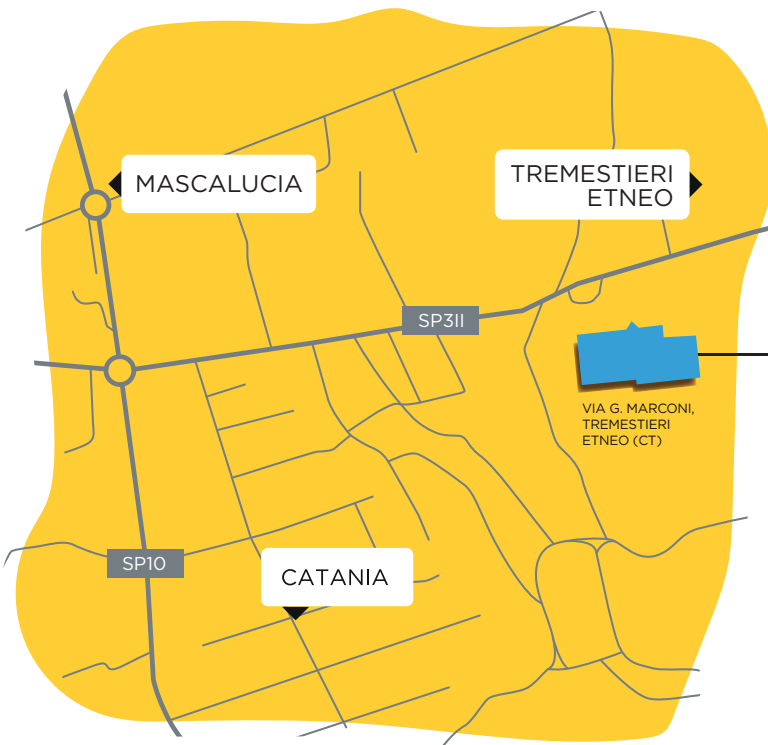 MASCALUCIA
TREMESTIERI
ETNEO
SP3II
VIA G. MARCONI,
TREMESTIERI
ETNEO (CT)
SP10
CATANIA